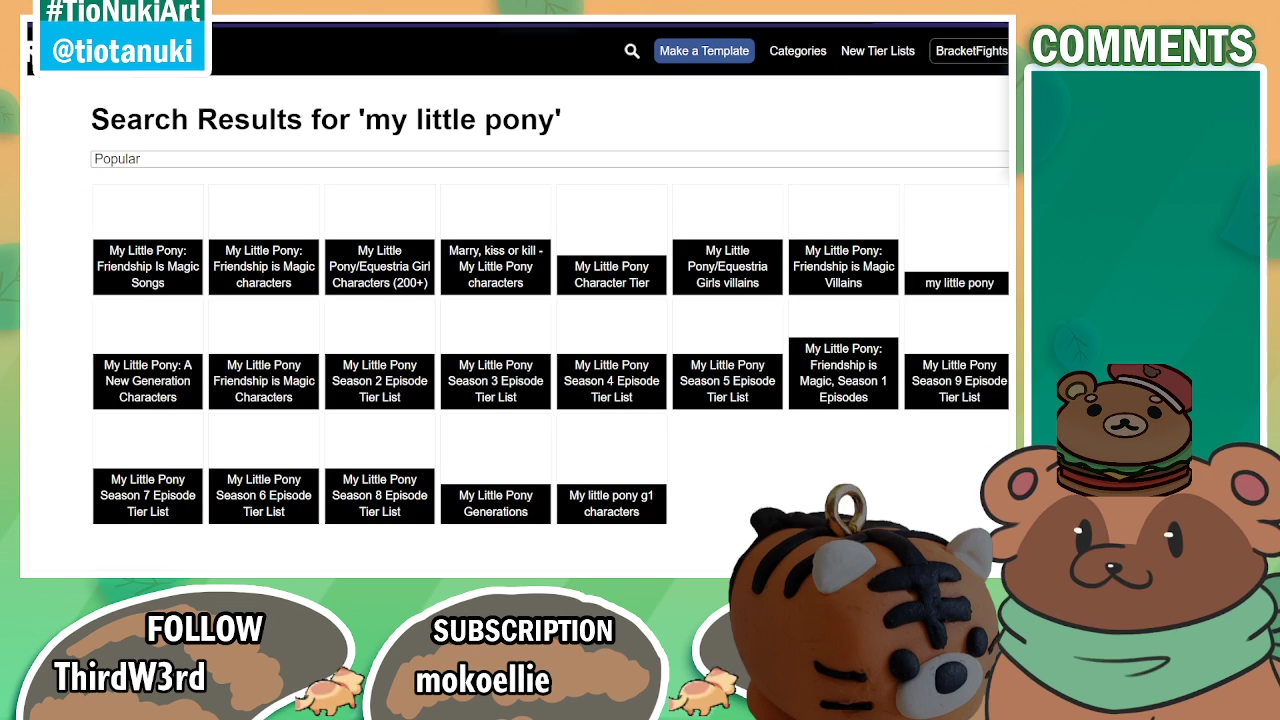 #TioNukiArt
@tiotanuki
Make a Template
Categories
New Tier Lists
BracketFights
COMMENTS
Search Results for 'my little pony'
Popular
My Little Pony:
Friendship Is Magic
Songs
My Little Pony:
Friendship is Magic
characters
My Little
Pony/Equestria Girl
Characters (200+)
Marry, kiss or kill -
My Little Pony
characters
My Little Pony
Character Tier
My Little
Pony/Equestria
Girls villains
My Little Pony:
Friendship is Magic
Villains
my little pony
My Little Pony: A
New Generation
Characters
My Little Pony
Friendship is Magic
Characters
My Little Pony
Season 2 Episode
Tier List
My Little Pony
Season 3 Episode
Tier List
My Little Pony
Season 4 Episode
Tier List
My Little Pony
Season 5 Episode
Tier List
My Little Pony:
Friendship is
Magic, Season 1
Episodes
My Little Pony
Season 9 Episode
Tier List
My Little Pony
Season 7 Episode
Tier List
My Little Pony
Season 6 Episode
Tier List
My Little Pony
Season 8 Episode
Tier List
My Little Pony
Generations
My little pony g1
characters
FOLLOW
ThirdW3rd
SUBSCRIPTION
mokoellie